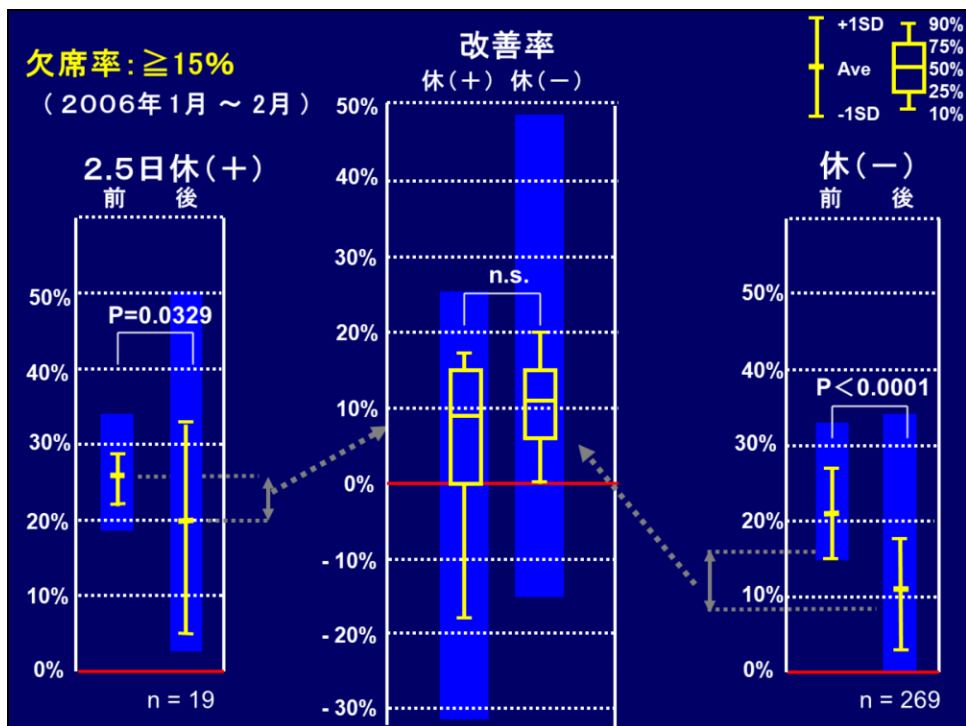 欠席率：≧15%
（２００６年１月 ～ ２月）
2.5日休（＋）
前 後
50%
40%
30%
20%
10%
0%
P=0.0329
n = 19
改善率
休（＋） 休（－）
50%
40%
30%
20%
10%
0%
- 10%
- 20%
- 30%
n.s.
+1SD
Ave
-1SD
90%
75%
50%
25%
10%
休（－）
前 後
50%
40%
30%
20%
10%
0%
P＜0.0001
n = 269